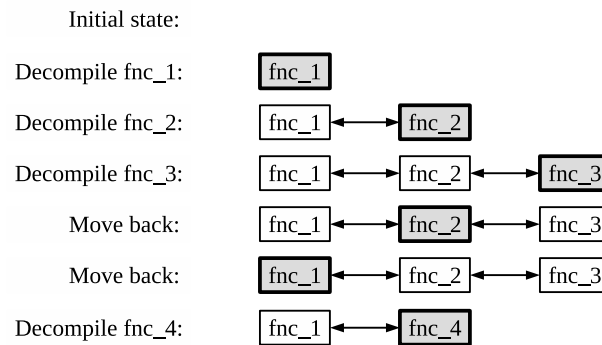 Initial state:
Decompile fnc_1: fnc_1
Decompile fnc_2: fnc_1 fnc_2
Decompile fnc_3: fnc_1 fnc_2 fnc_3
Move back: fnc_1 fnc_2 fnc_3
Move back: fnc_1 fnc_2 fnc_3
Decompile fnc_4: fnc_1 fnc_4